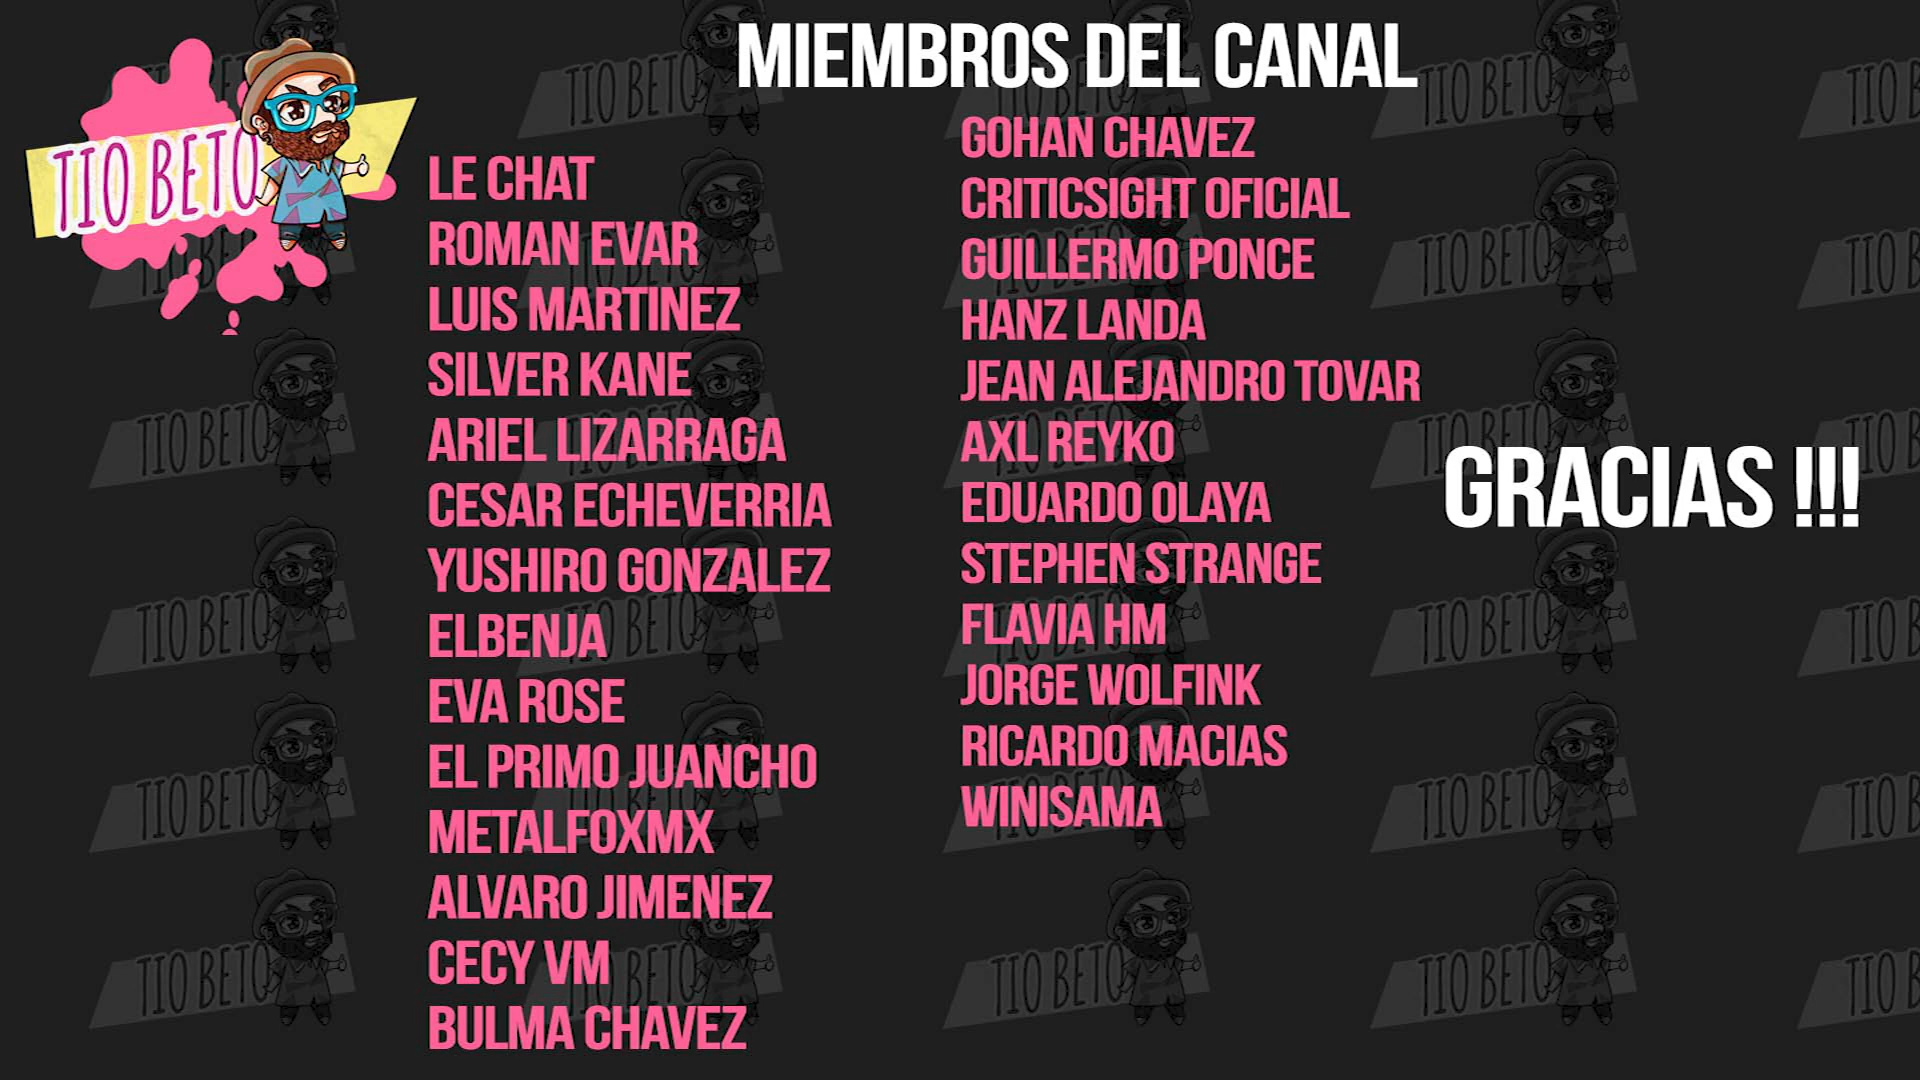 MIEMBROS DEL CANAL
TIO BETO
LE CHAT
ROMAN EVAR
LUIS MARTINEZ
SILVER KANE
ARIEL LIZARRAGA
CESAR ECHEVERRIA
YUSHIRO GONZALEZ
ELBENJA
EVA ROSE
EL PRIMO JUANCHO
METALFOXMX
ALVARO JIMENEZ
CECY VM
BULMA CHAVEZ
GOHAN CHAVEZ
CRITICSIGHT OFICIAL
GUILLERMO PONCE
HANZ LANDA
JEAN ALEJANDRO TOVAR
AXL REYKO
EDUARDO OLAYA
STEPHEN STRANGE
FLAVIA HM
JORGE WOLFINK
RICARDO MACIAS
WINISAMA
GRACIAS !!!